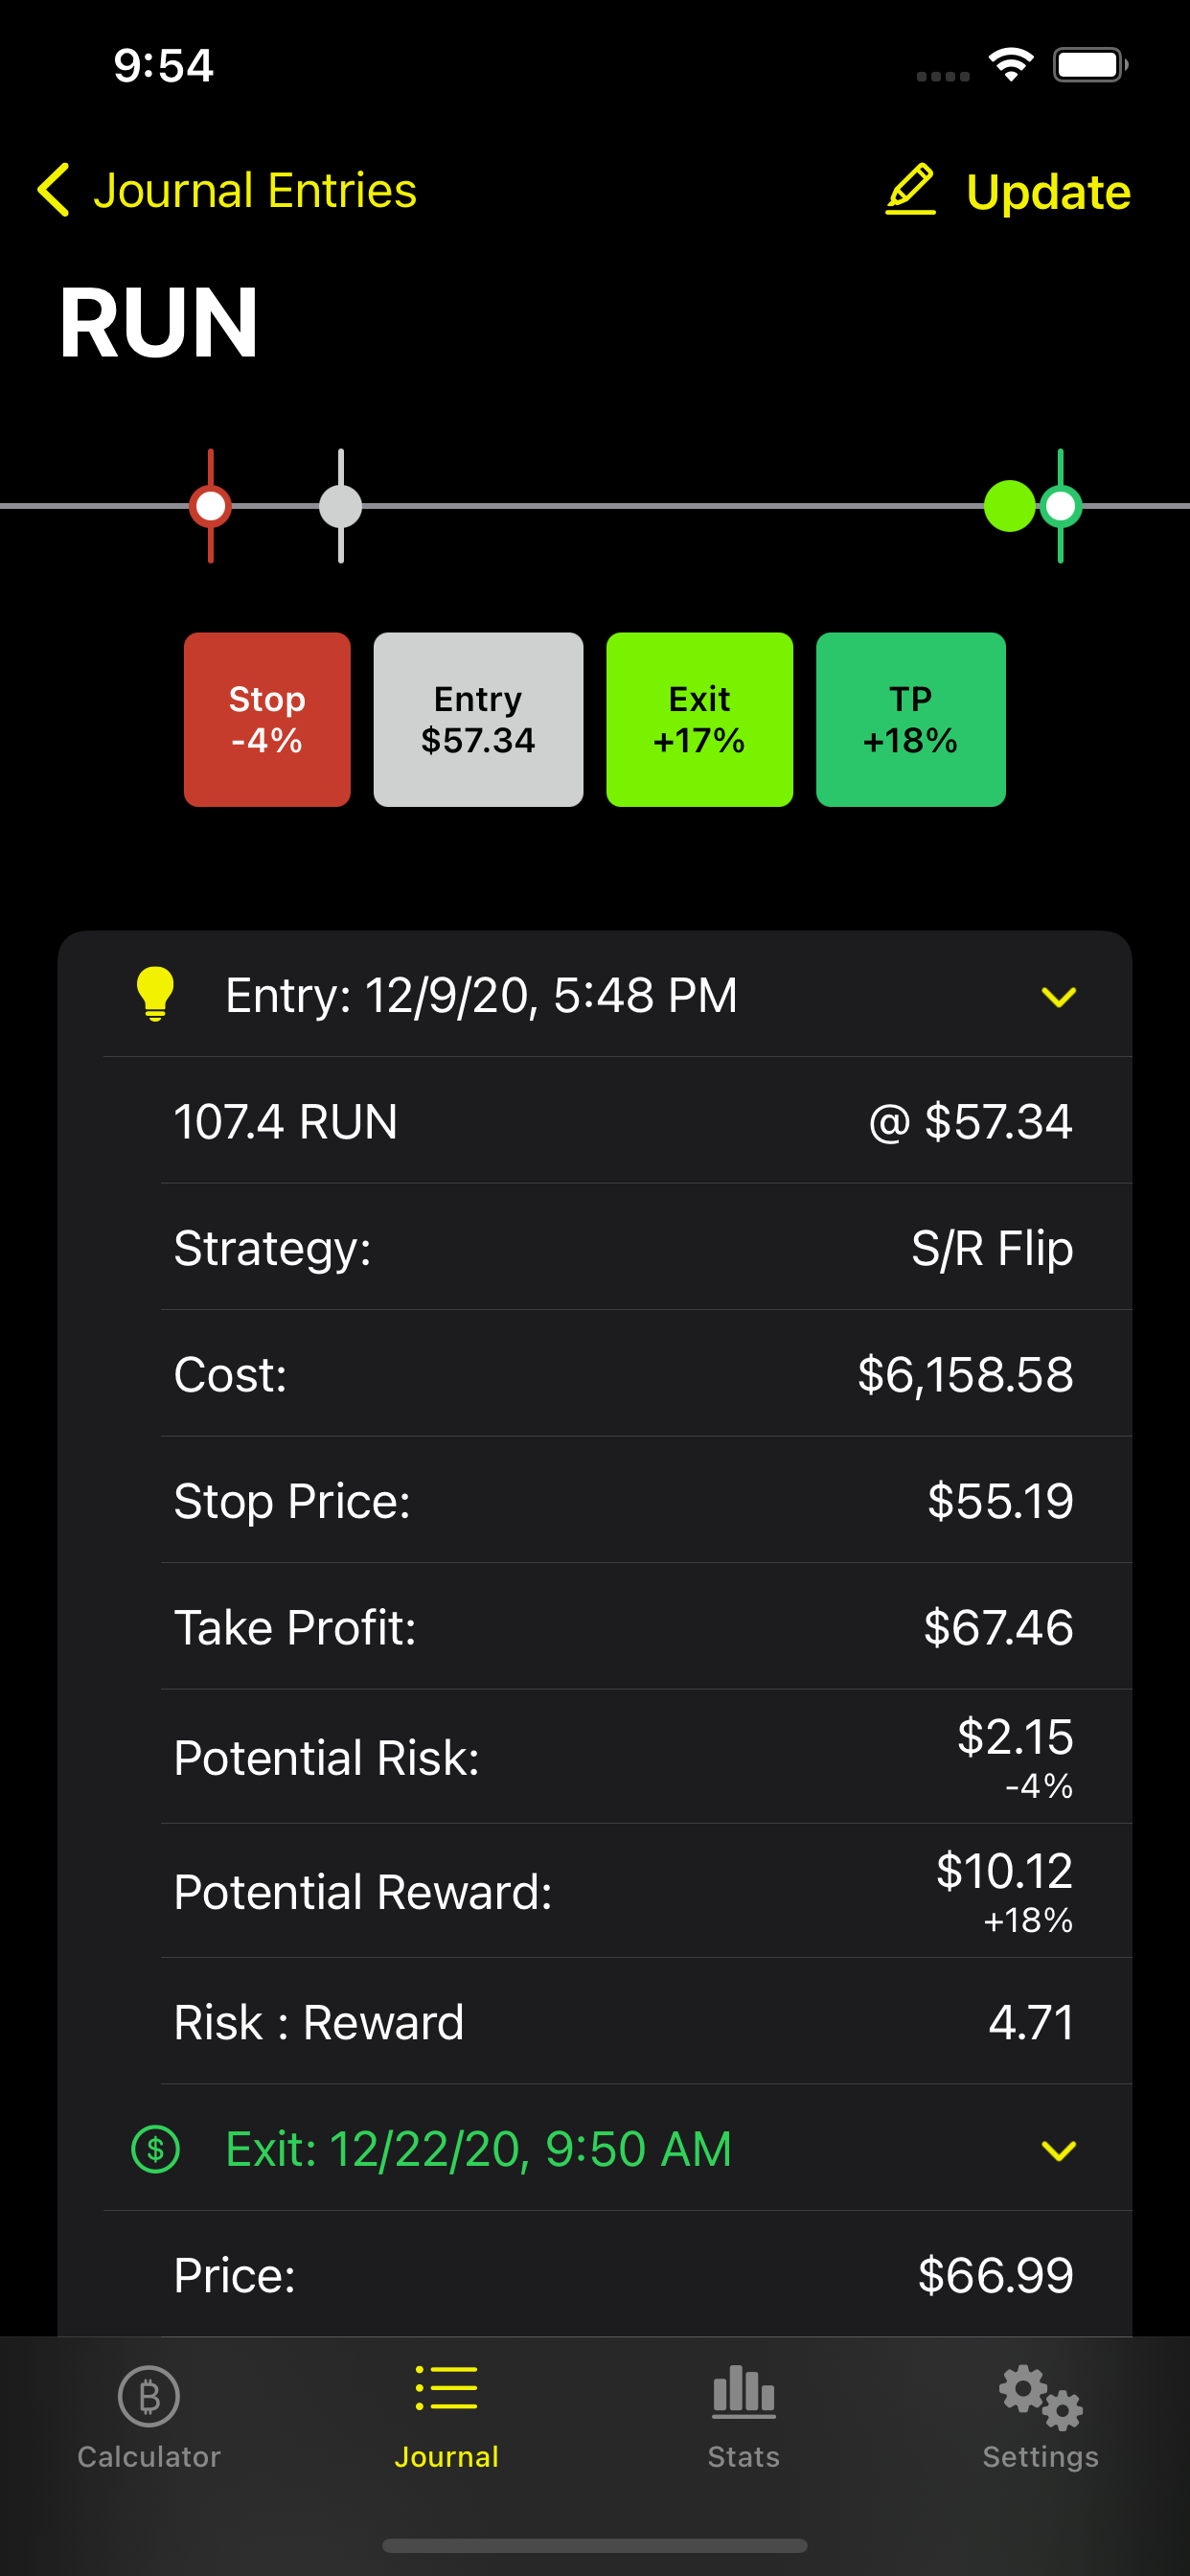 9:54
Journal Entries
Update
RUN
Stop
-4%
Entry
$57.34
Exit
+17%
TP
+18%
Entry: 12/9/20, 5:48 PM
107.4 RUN @ $57.34
Strategy: S/R Flip
Cost: $6,158.58
Stop Price: $55.19
Take Profit: $67.46
Potential Risk: $2.15
-4%
Potential Reward: $10.12
+18%
Risk : Reward 4.71
Exit: 12/22/20, 9:50 AM
Price: $66.99
Calculator
Journal
Stats
Settings